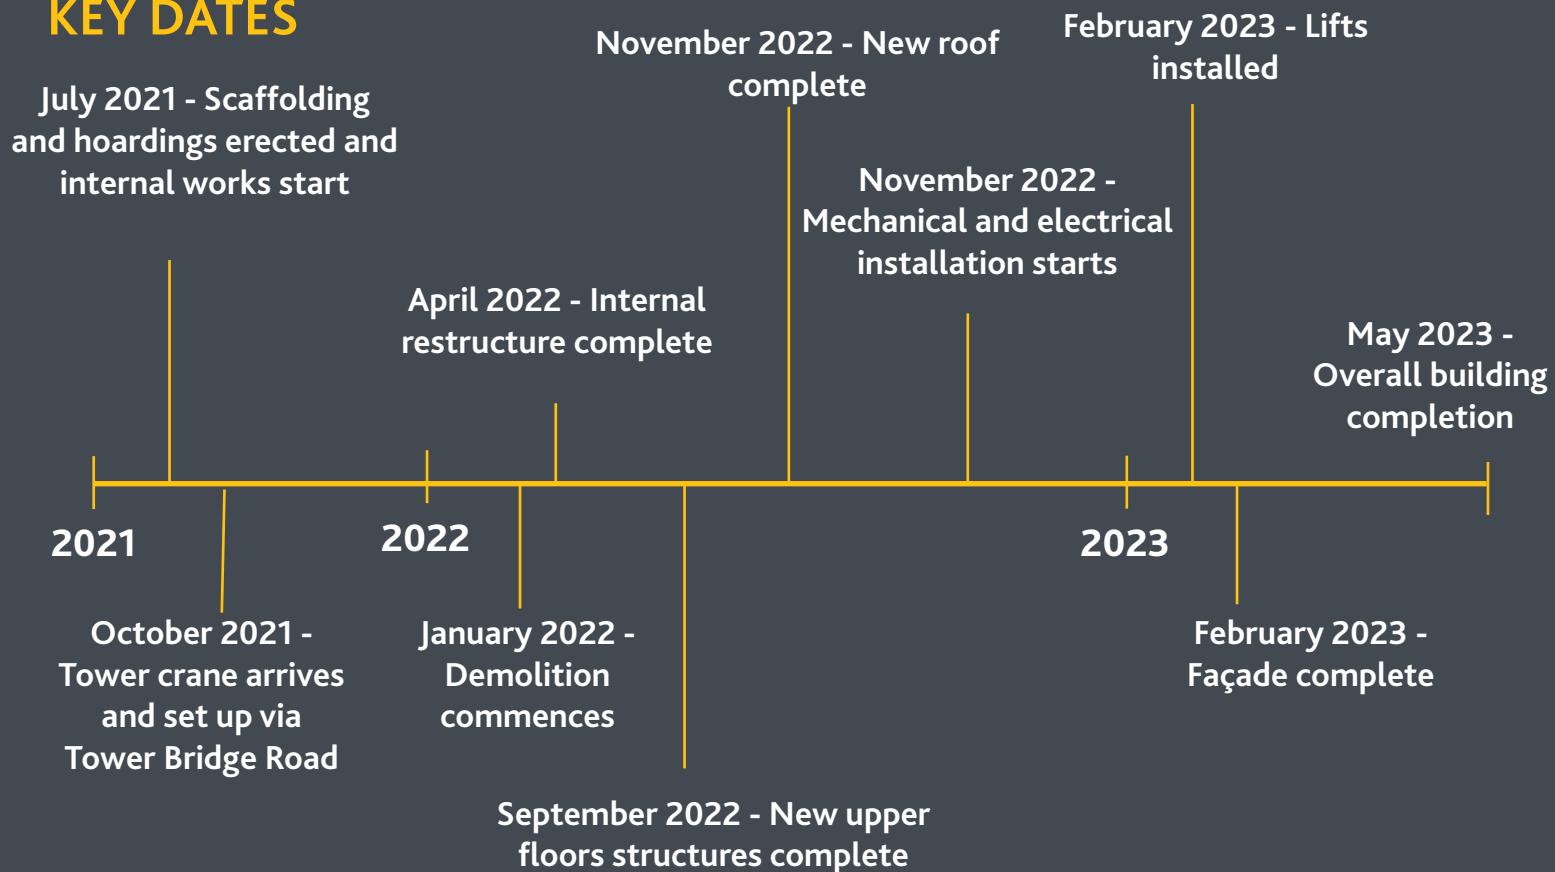 KEY DATES
July 2021 - Scaffolding
and hoardings erected and
internal works start
November 2022 - New roof
complete
February 2023 - Lifts
installed
November 2022 -
Mechanical and electrical
installation starts
April 2022 - Internal
restructure complete
May 2023 -
Overall building
completion
2021
2022
2023
October 2021 -
Tower crane arrives
and set up via
Tower Bridge Road
January 2022 -
Demolition
commences
February 2023 -
Façade complete
September 2022 - New upper
floors structures complete